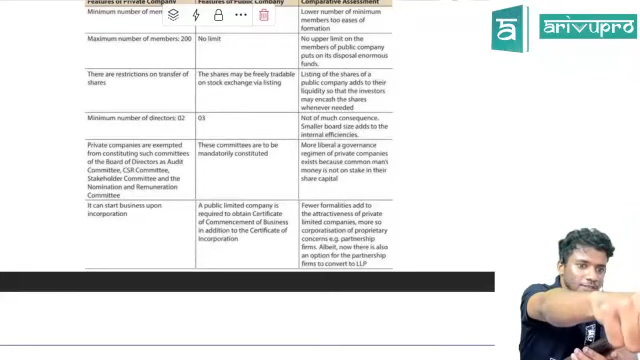 Features of Private Company
Features of Public Company
Comparative Assessment
Minimum number of mem
Lower number of minimum
members too eases of
formation
Maximum number of members: 200
No limit
No upper limit on the
members of public company
puts on its disposal enormous
funds.
There are restrictions on transfer of
shares
The shares may be freely tradable
on stock exchange via listing
Listing of the shares of a
public company adds to their
liquidity so that the investors
may encash the shares
whenever needed
Minimum number of directors: 02
03
Not of much consequence.
Smaller board size adds to the
internal efficiencies.
Private companies are exempted
from constituting such committees
of the Board of Directors as Audit
Committee, CSR Committee,
Stakeholder Committee and the
Nomination and Remuneration
Committee
These committees are to be
mandatorily constituted
More liberal a governance
regimen of private companies
exists because common man's
money is not on stake in their
share capital
It can start business upon
incorporation
A public limited company is
required to obtain Certificate
of Commencement of Business
in addition to the Certificate of
Incorporation
Fewer formalities add to
the attractiveness of private
limited companies, more so
corporatisation of proprietary
concerns e.g. partnership
firms. Albeit, now there is also
an option for the partnership
firms to convert to LLP
arivupro